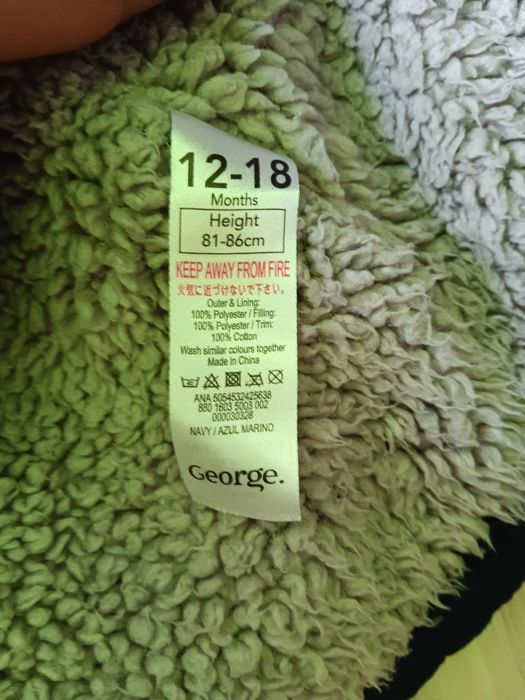 12-18
Months
Height
81-86cm
KEEP AWAY FROM FIRE
火気に近づけないで下さい。
Outer & Lining:
100% Polyester / Filling:
100% Polyester / Trim:
100% Cotton
Wash similar colours together
Made in China
ANA 5054532425638
880 1603 5003 002
000030328
NAVY / AZUL MARINO
George.